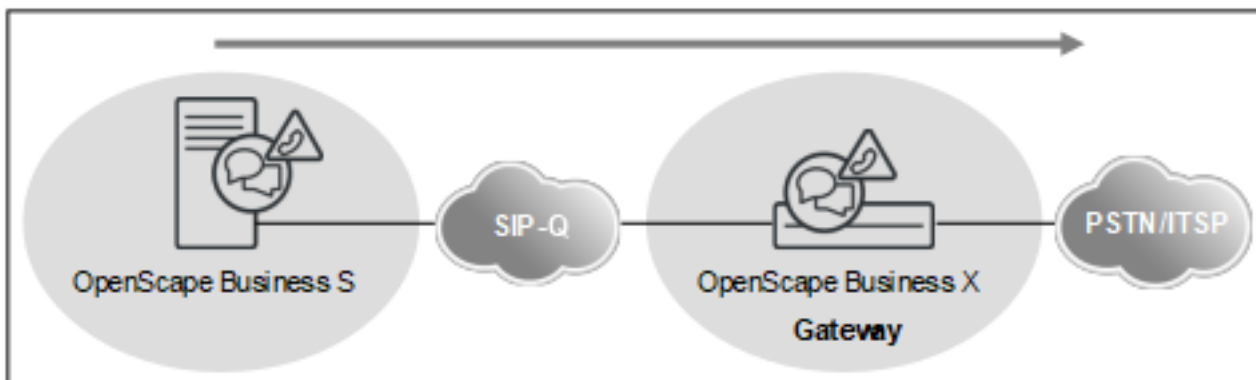 SIP-Q
PSTN/ITSP
OpenScape Business S
OpenScape Business X
Gateway